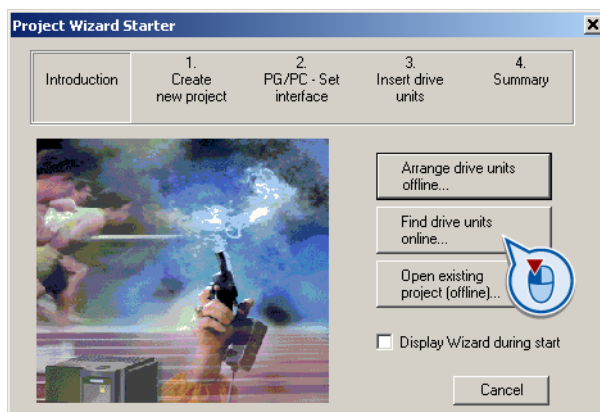 Project Wizard Starter
Introduction
1.
Create
new project
2.
PG/PC - Set
interface
3.
Insert drive
units
4.
Summary
Arrange drive units
offline...
Find drive units
online...
Open existing
project (offline)...
Display Wizard during start
Cancel